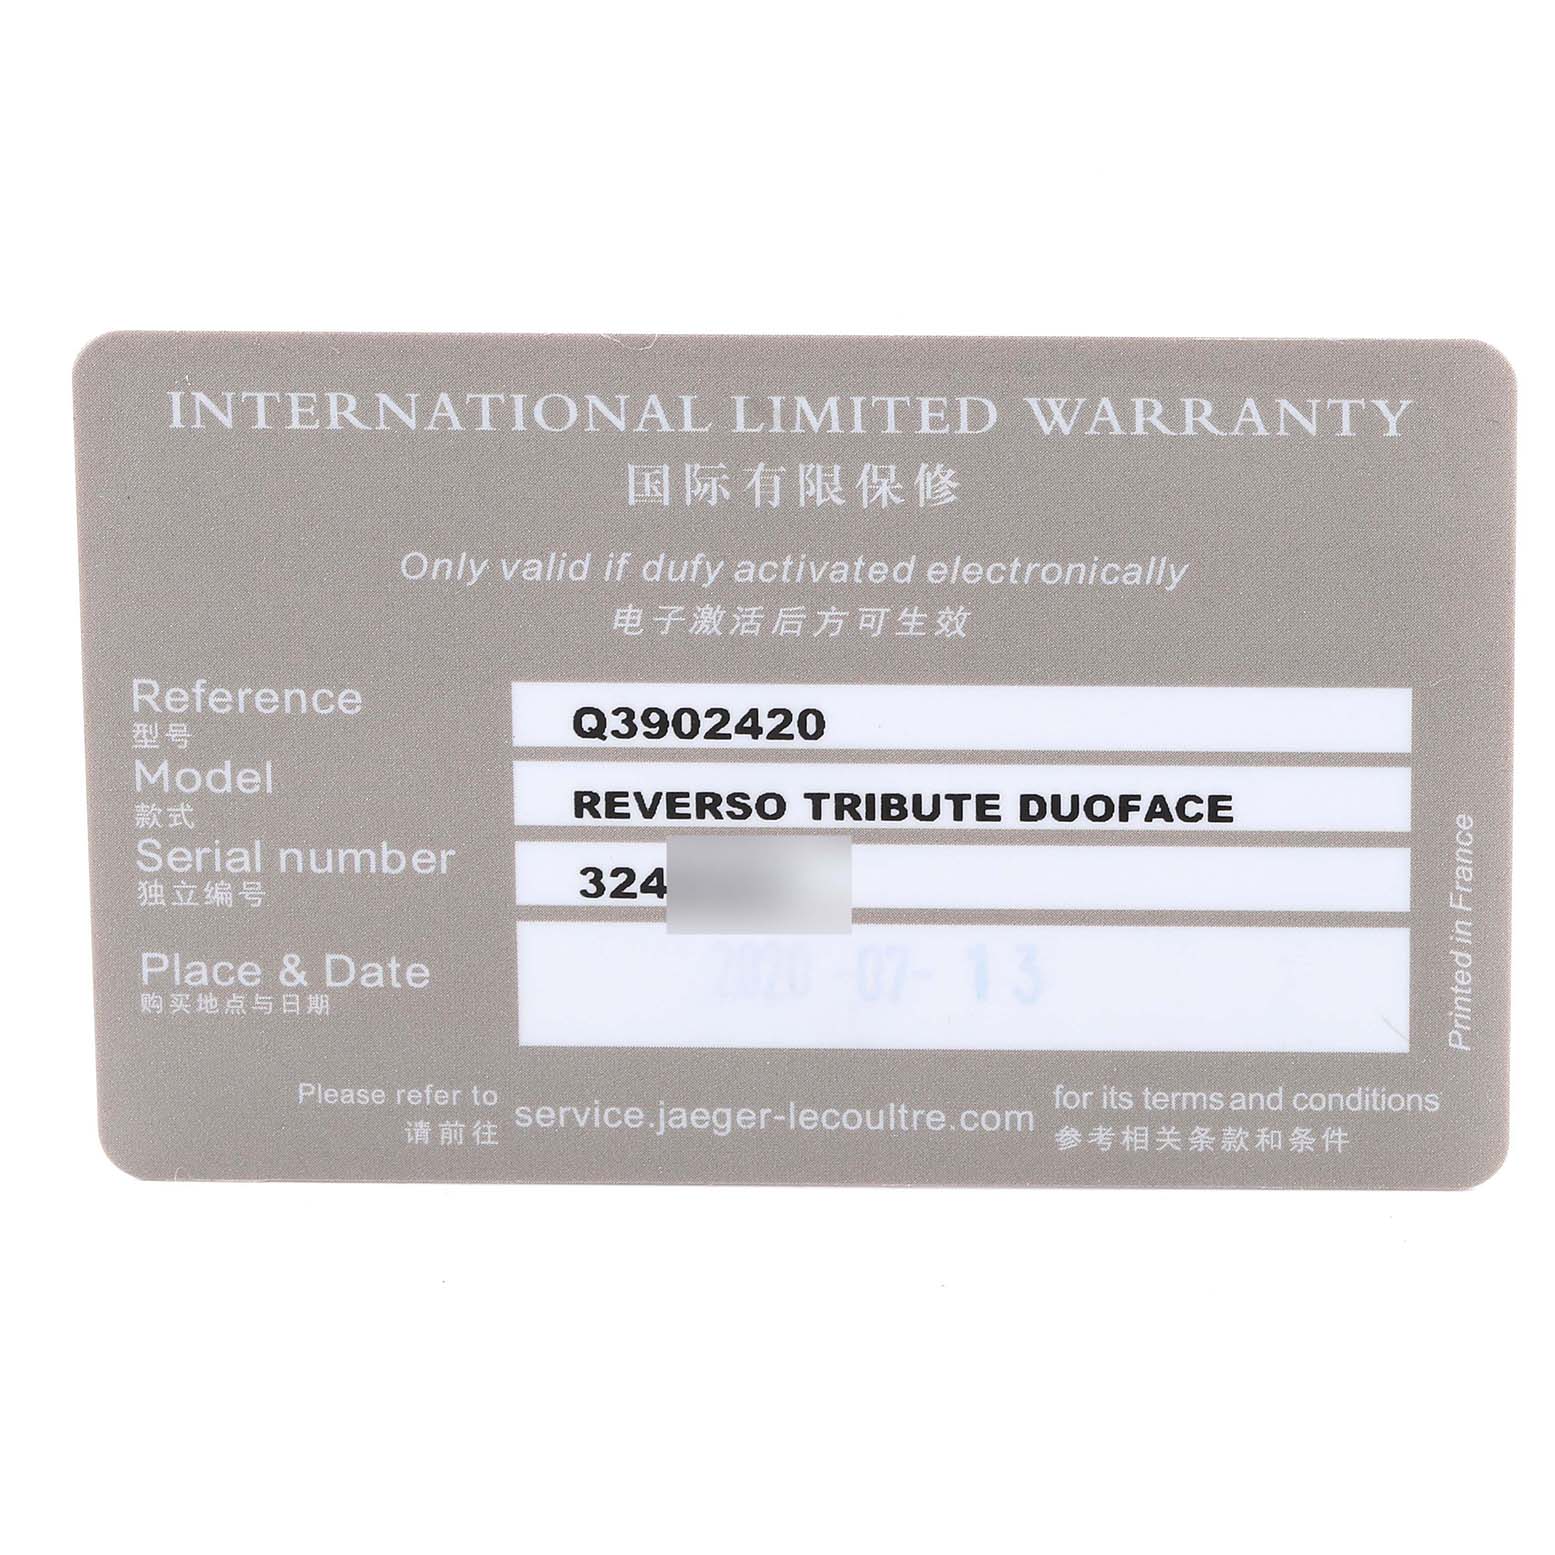 INTERNATIONAL LIMITED WARRANTY
国际有限保修
Only valid if dufy activated electronically
电子激活后方可生效
Reference Q3902420
型号
Model REVERSO TRIBUTE DUOFACE
款式
Serial number 324
独立编号
Place & Date 2020-07-13
购买地点与日期
Please refer to service.jaeger-lecoultre.com for its terms and conditions
请前往 参考相关条款和条件
Printed in France